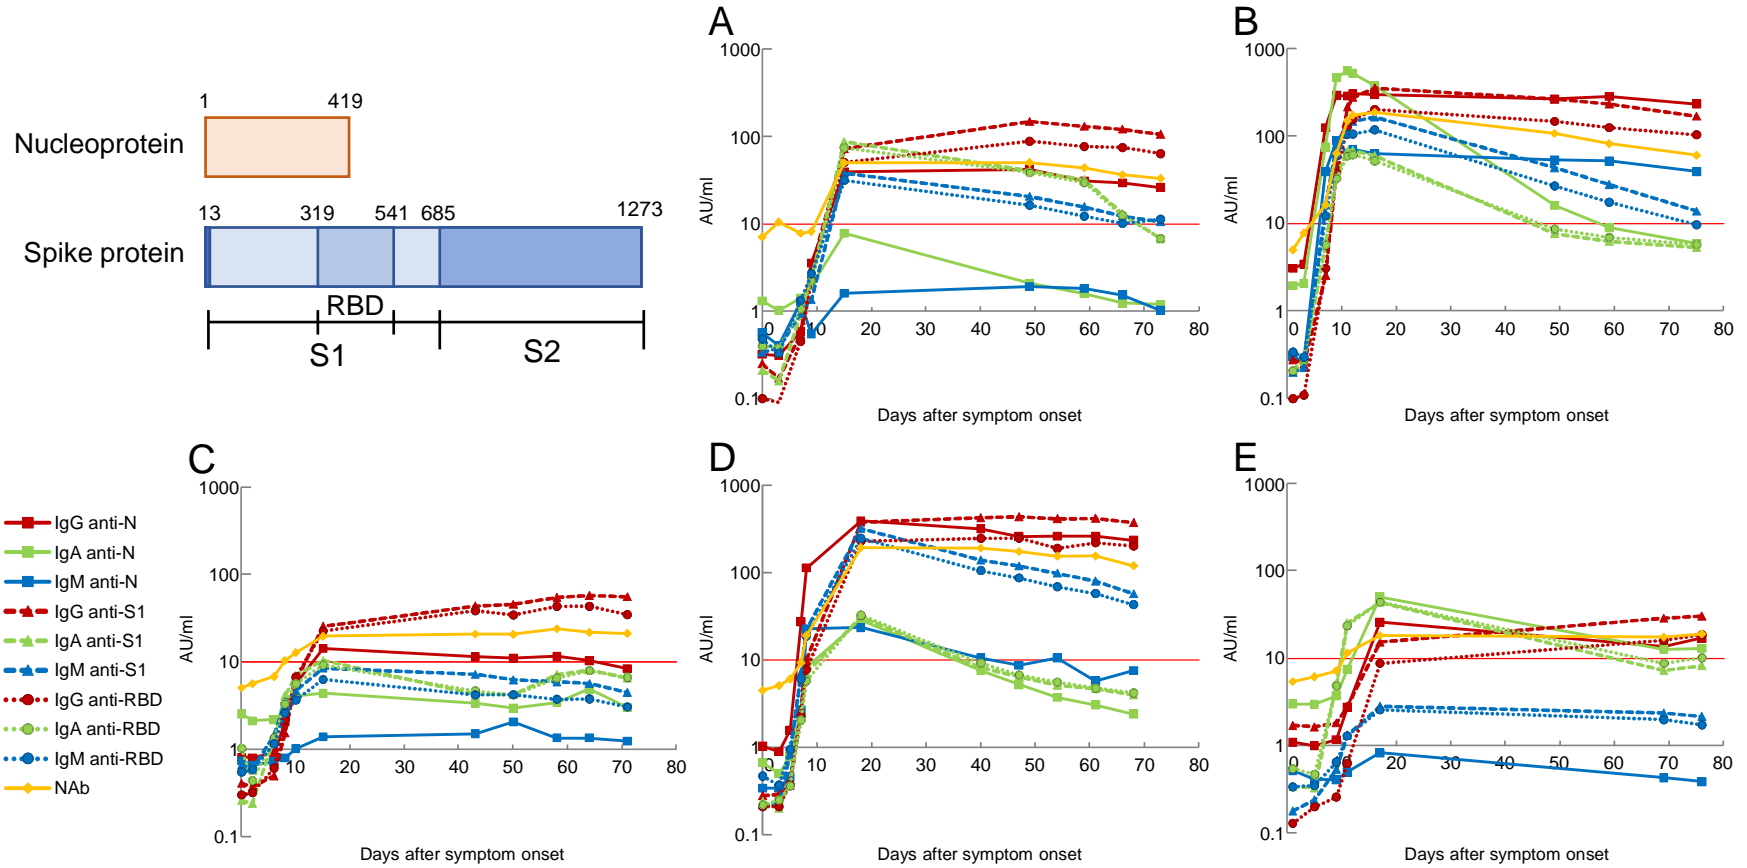 1 419
Nucleoprotein
13 319 541 685 1273
Spike protein
RBD
S1 S2
A
1000
100
10
1
0.1
AU/ml
0 10 20 30 40 50 60 70 80
Days after symptom onset
B
1000
100
10
1
0.1
AU/ml
0 10 20 30 40 50 60 70 80
Days after symptom onset
IgG anti-N
IgA anti-N
IgM anti-N
IgG anti-S1
IgA anti-S1
IgM anti-S1
IgG anti-RBD
IgA anti-RBD
IgM anti-RBD
NAb
C
1000
100
10
1
0.1
AU/ml
0 10 20 30 40 50 60 70 80
Days after symptom onset
D
1000
100
10
1
0.1
AU/ml
0 10 20 30 40 50 60 70 80
Days after symptom onset
E
1000
100
10
1
0.1
AU/ml
0 10 20 30 40 50 60 70 80
Days after symptom onset